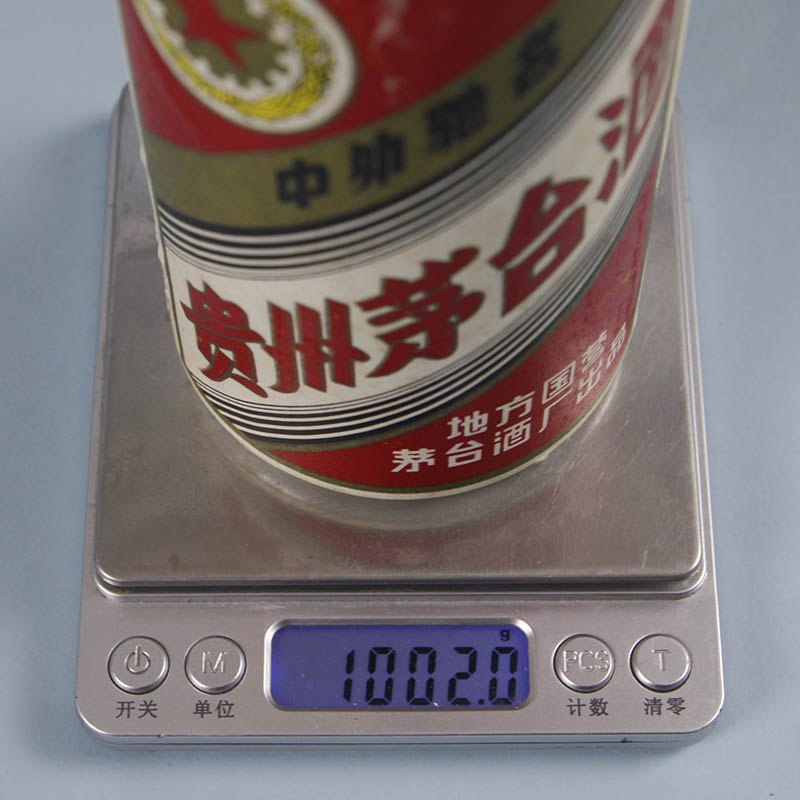 中外驰名
贵州茅台酒
地方国营
茅台酒厂出品
g
1002.0
M
PCS
T
开关
单位
计数
清零